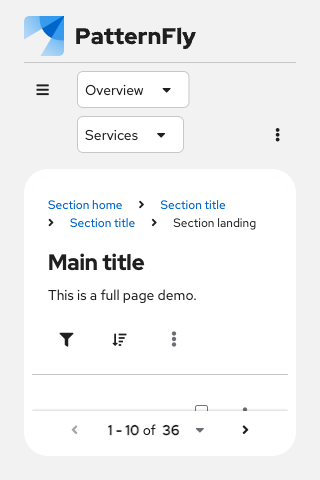 PatternFly
Overview
Services
Section home Section title
Section title Section landing
Main title
This is a full page demo.
1 - 10 of 36